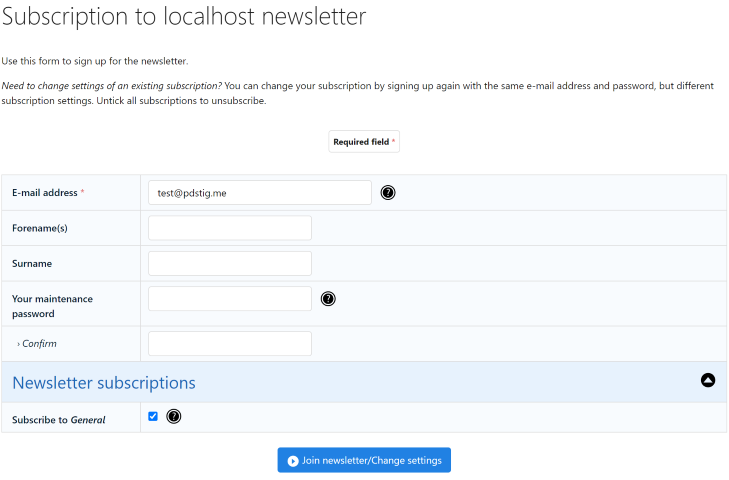 Subscription to localhost newsletter
Use this form to sign up for the newsletter.
Need to change settings of an existing subscription? You can change your subscription by signing up again with the same e-mail address and password, but different
subscription settings. Untick all subscriptions to unsubscribe.
Required field *
E-mail address * test@pdstig.me ?
Forename(s)
Surname
Your maintenance ?
password
› Confirm
Newsletter subscriptions
Subscribe to General ?
Join newsletter/Change settings